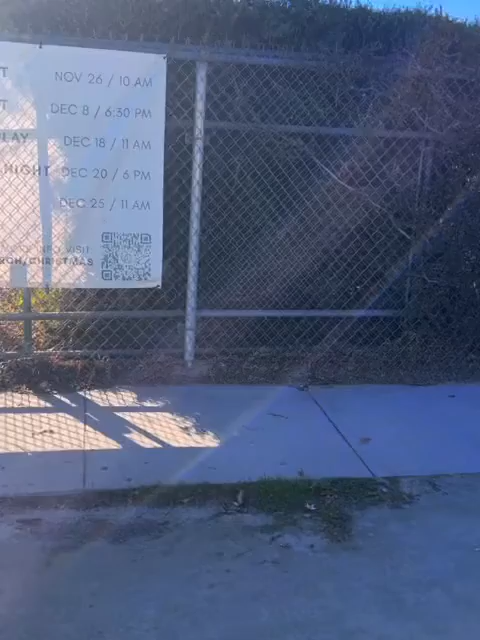 T NOV 26 / 10 AM
T DEC 8 / 6:30 PM
LAY DEC 18 / 11 AM
NIGHT DEC 20 / 6 PM
DEC 25 / 11 AM
MORE INFO VISIT
RCH/CHRISTMAS